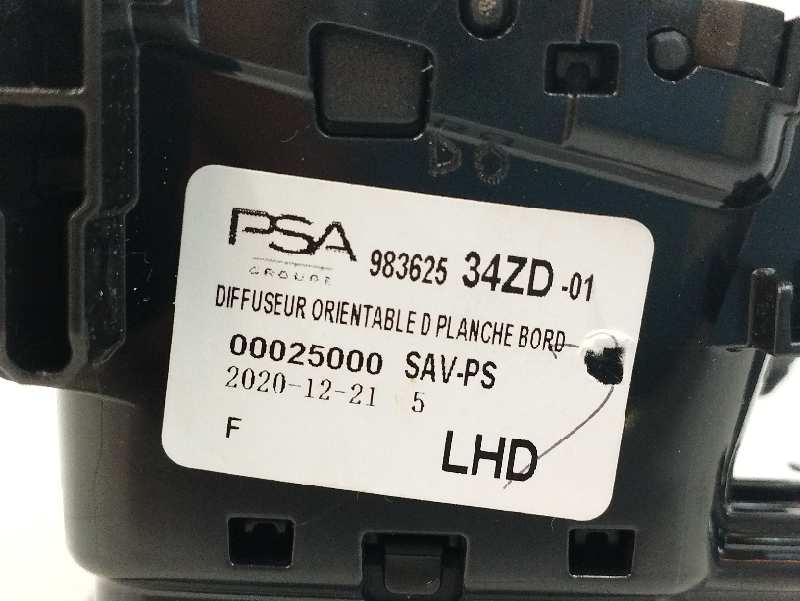 PSA 983625 34ZD -01
GROUPE
DIFFUSEUR ORIENTABLE D PLANCHE BORD
00025000 SAV-PS
2020-12-21 5
F LHD